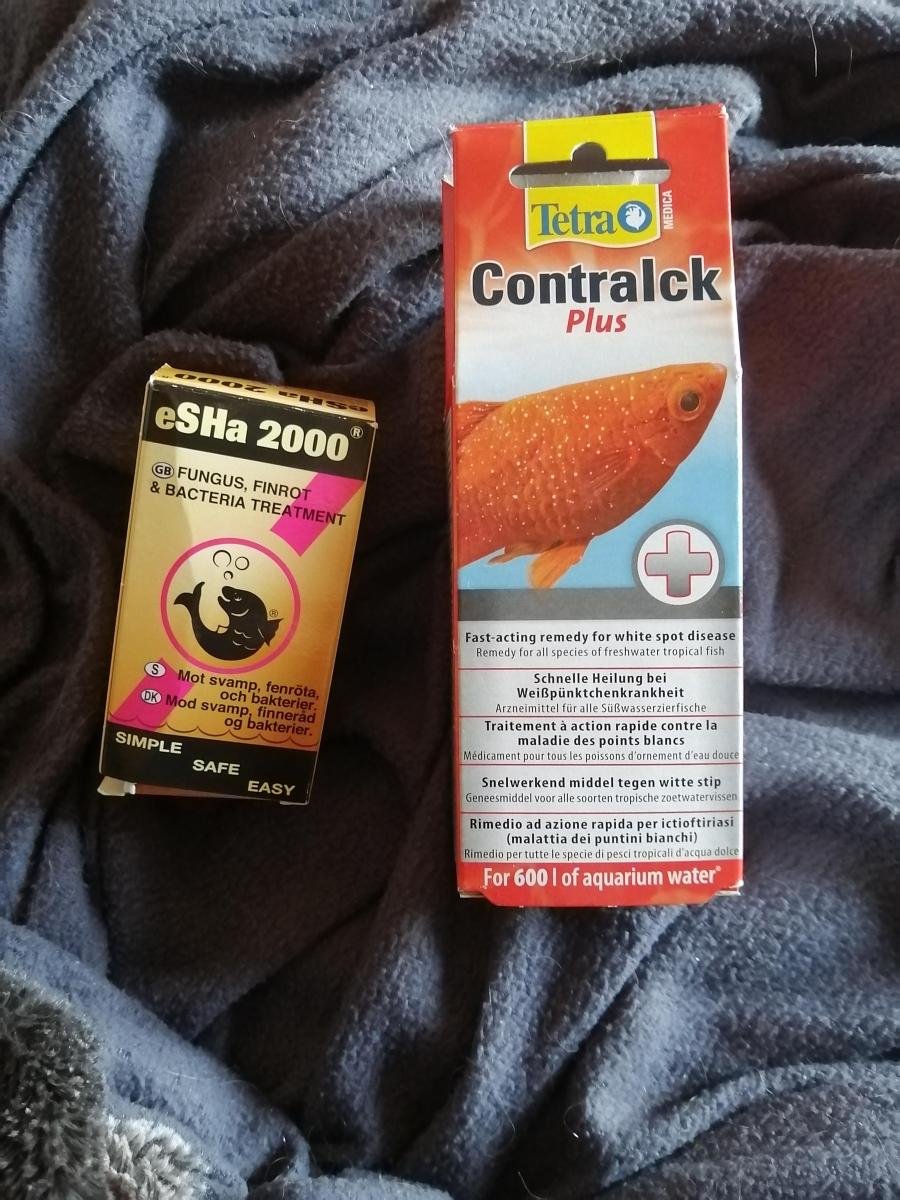 eSHa 2000
eSHa 2000®
GB FUNGUS, FINROT
& BACTERIA TREATMENT
®
S Mot svamp, fenröta,
och bakterier.
DK Mod svamp, finneråd
og bakterier.
SIMPLE
SAFE
EASY
Tetra
MEDICA
ContraIck
Plus
Fast-acting remedy for white spot disease
Remedy for all species of freshwater tropical fish
Schnelle Heilung bei
Weißpünktchenkrankheit
Arzneimittel für alle Süßwasserzierfische
Traitement à action rapide contre la
maladie des points blancs
Médicament pour tous les poissons d'ornement d'eau douce
Snelwerkend middel tegen witte stip
Geneesmiddel voor alle soorten tropische zoetwatervissen
Rimedio ad azione rapida per ictioftiriasi
(malattia dei puntini bianchi)
Rimedio per tutte le specie di pesci tropicali d'acqua dolce
For 600 l of aquarium water*